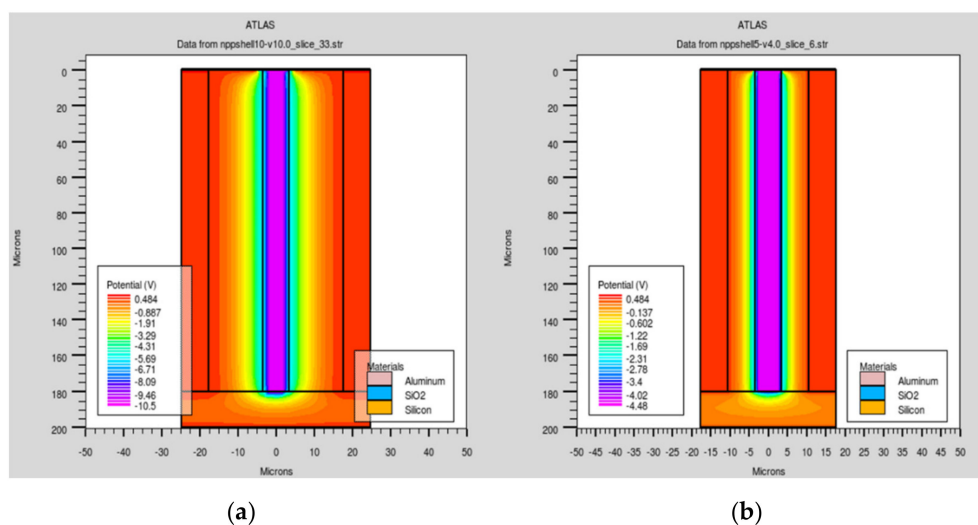 ATLAS
Data from nppshell10-v10.0_slice_33.str
0
20
40
60
80
100
120
140
160
180
200
Microns
-50 -40 -30 -20 -10 0 10 20 30 40 50
Microns
Potential (V)
0.484
-0.887
-1.91
-3.29
-4.31
-5.69
-6.71
-8.09
-9.46
-10.5
Materials
Aluminum
SiO2
Silicon
(a)
ATLAS
Data from nppshell5-v4.0_slice_6.str
0
20
40
60
80
100
120
140
160
180
200
Microns
-50 -45 -40 -35 -30 -25 -20 -15 -10 -5 0 5 10 15 20 25 30 35 40 45 50
Microns
Potential (V)
0.484
-0.137
-0.602
-1.22
-1.69
-2.31
-2.78
-3.4
-4.02
-4.48
Materials
Aluminum
SiO2
Silicon
(b)